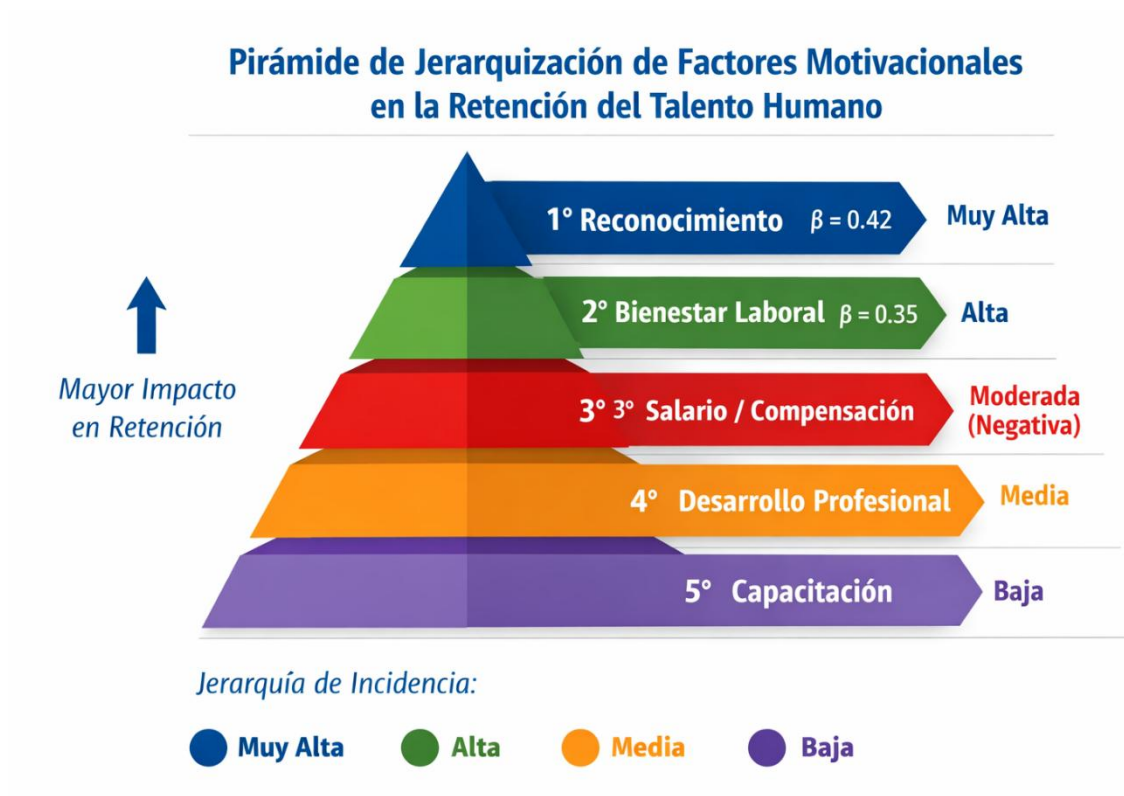 Pirámide de Jerarquización de Factores Motivacionales
en la Retención del Talento Humano
1° Reconocimiento β = 0.42 Muy Alta
2° Bienestar Laboral β = 0.35 Alta
Mayor Impacto
en Retención
3° 3° Salario / Compensación
Moderada
(Negativa)
4° Desarrollo Profesional Media
5° Capacitación Baja
Jerarquía de Incidencia:
Muy Alta Alta Media Baja